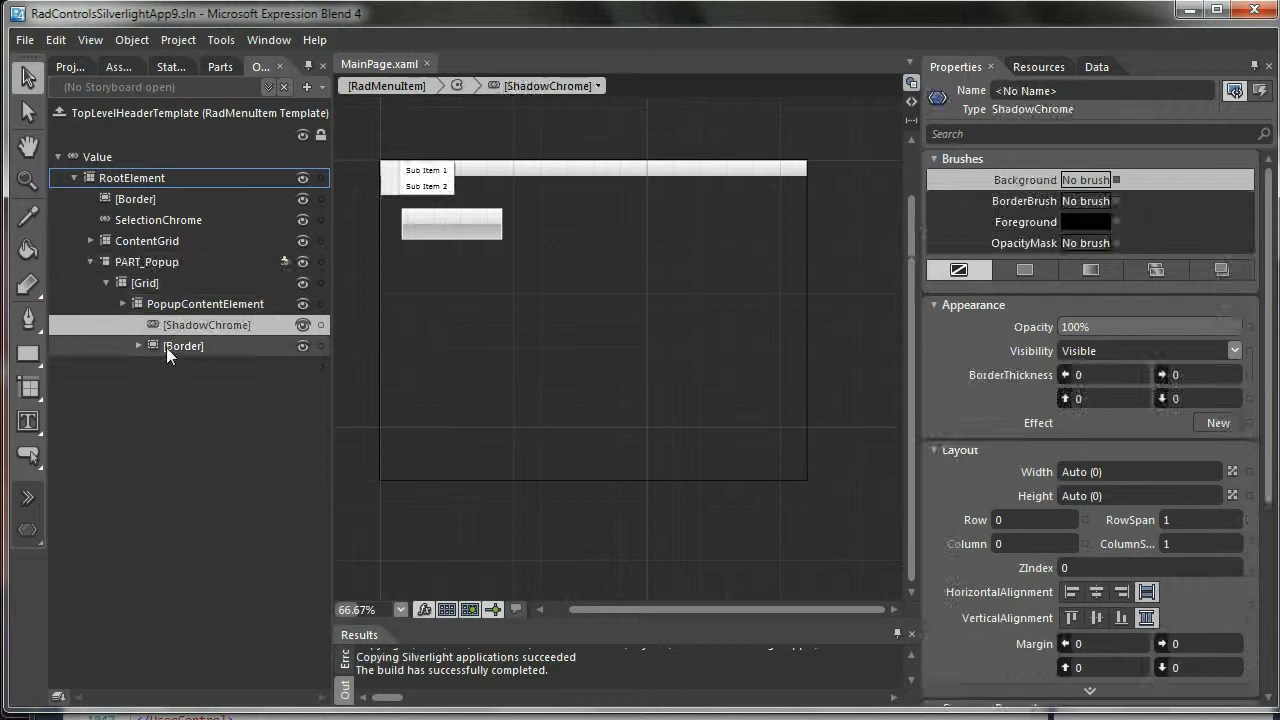 RadControlsSilverlightApp9.sln - Microsoft Expression Blend 4
File Edit View Object Project Tools Window Help
Proj... Ass... Stat... Parts O...
(No Storyboard open)
TopLevelHeaderTemplate (RadMenuItem Template)
Value
RootElement
[Border]
SelectionChrome
ContentGrid
PART_Popup
[Grid]
PopupContentElement
[ShadowChrome]
[Border]
MainPage.xaml
[RadMenuItem] [ShadowChrome]
Sub Item 1
Sub Item 2
66.67%
Results
Errc
Out
Copying Silverlight applications succeeded
The build has successfully completed.
Properties Resources Data
Name <No Name>
Type ShadowChrome
Search
Brushes
Background No brush
BorderBrush No brush
Foreground
OpacityMask No brush
Appearance
Opacity 100%
Visibility Visible
BorderThickness 0 0
0 0
Effect New
Layout
Width Auto (0)
Height Auto (0)
Row 0 RowSpan 1
Column 0 ColumnS... 1
ZIndex 0
HorizontalAlignment
VerticalAlignment
Margin 0 0
0 0
1047 </UserControl>